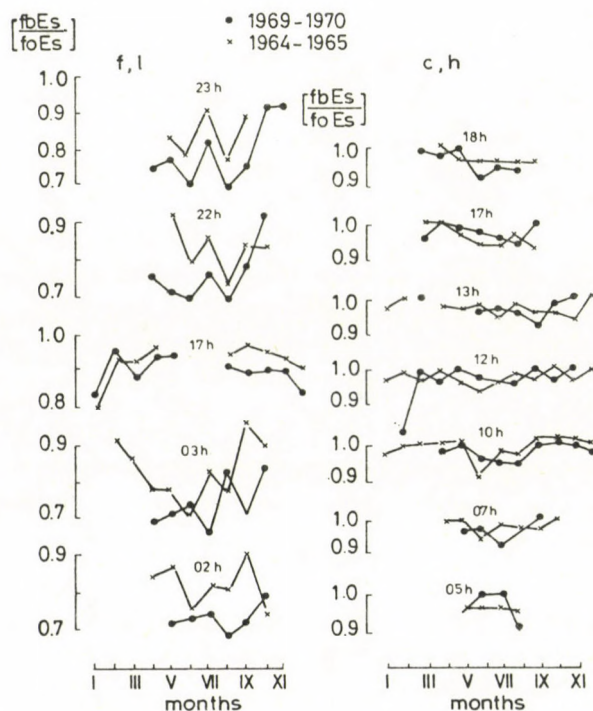 [fbEs/foEs]
● 1969-1970
× 1964-1965
f, l
c, h
[fbEs/foEs]
23 h
1.0
0.9
0.8
0.7
22h
0.9
0.7
17h
0.9
0.8
03h
0.9
0.7
02 h
0.9
0.7
I III V VII IX XI
months
18h
1.0
0.9
17h
1.0
0.9
13h
1.0
0.9
12h
1.0
0.9
10h
1.0
0.9
07h
1.0
0.9
05h
1.0
0.9
I III V VII IX XI
months